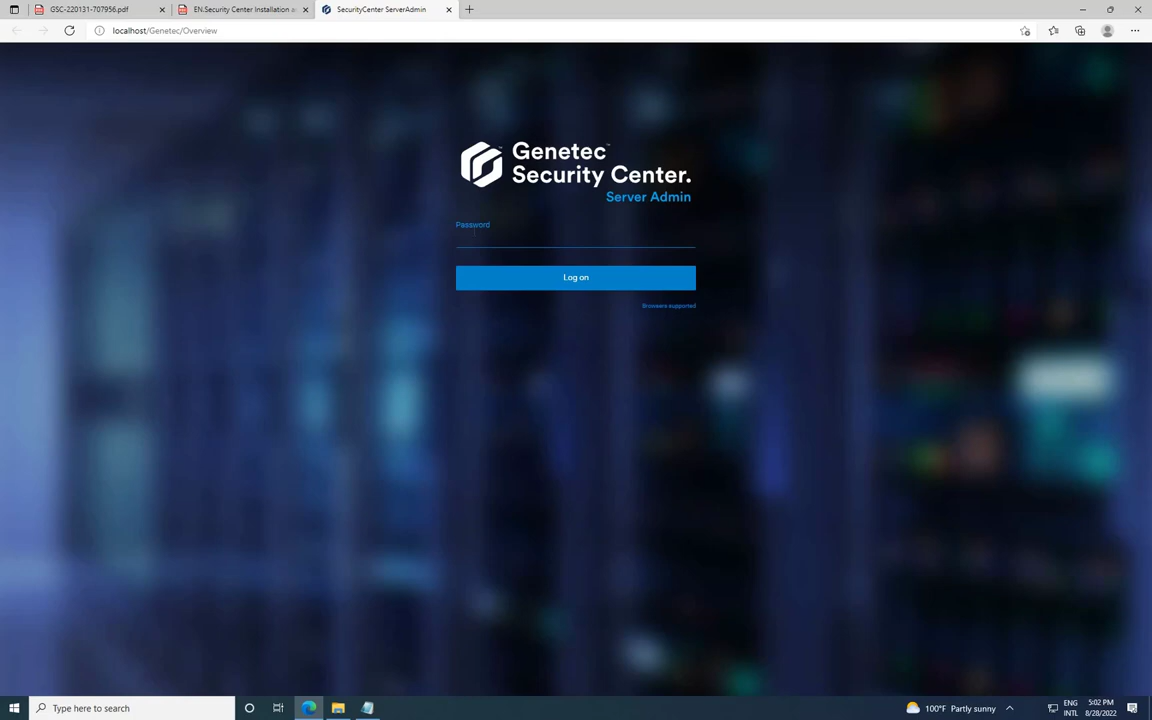 GSC-220131-707956.pdf
EN.Security Center Installation a
SecurityCenter ServerAdmin
localhost/Genetec/Overview
Genetec™
Security Center.
Server Admin
Password
Log on
Browsers supported
Type here to search
100°F Partly sunny
ENG
INTL
5:02 PM
8/28/2022